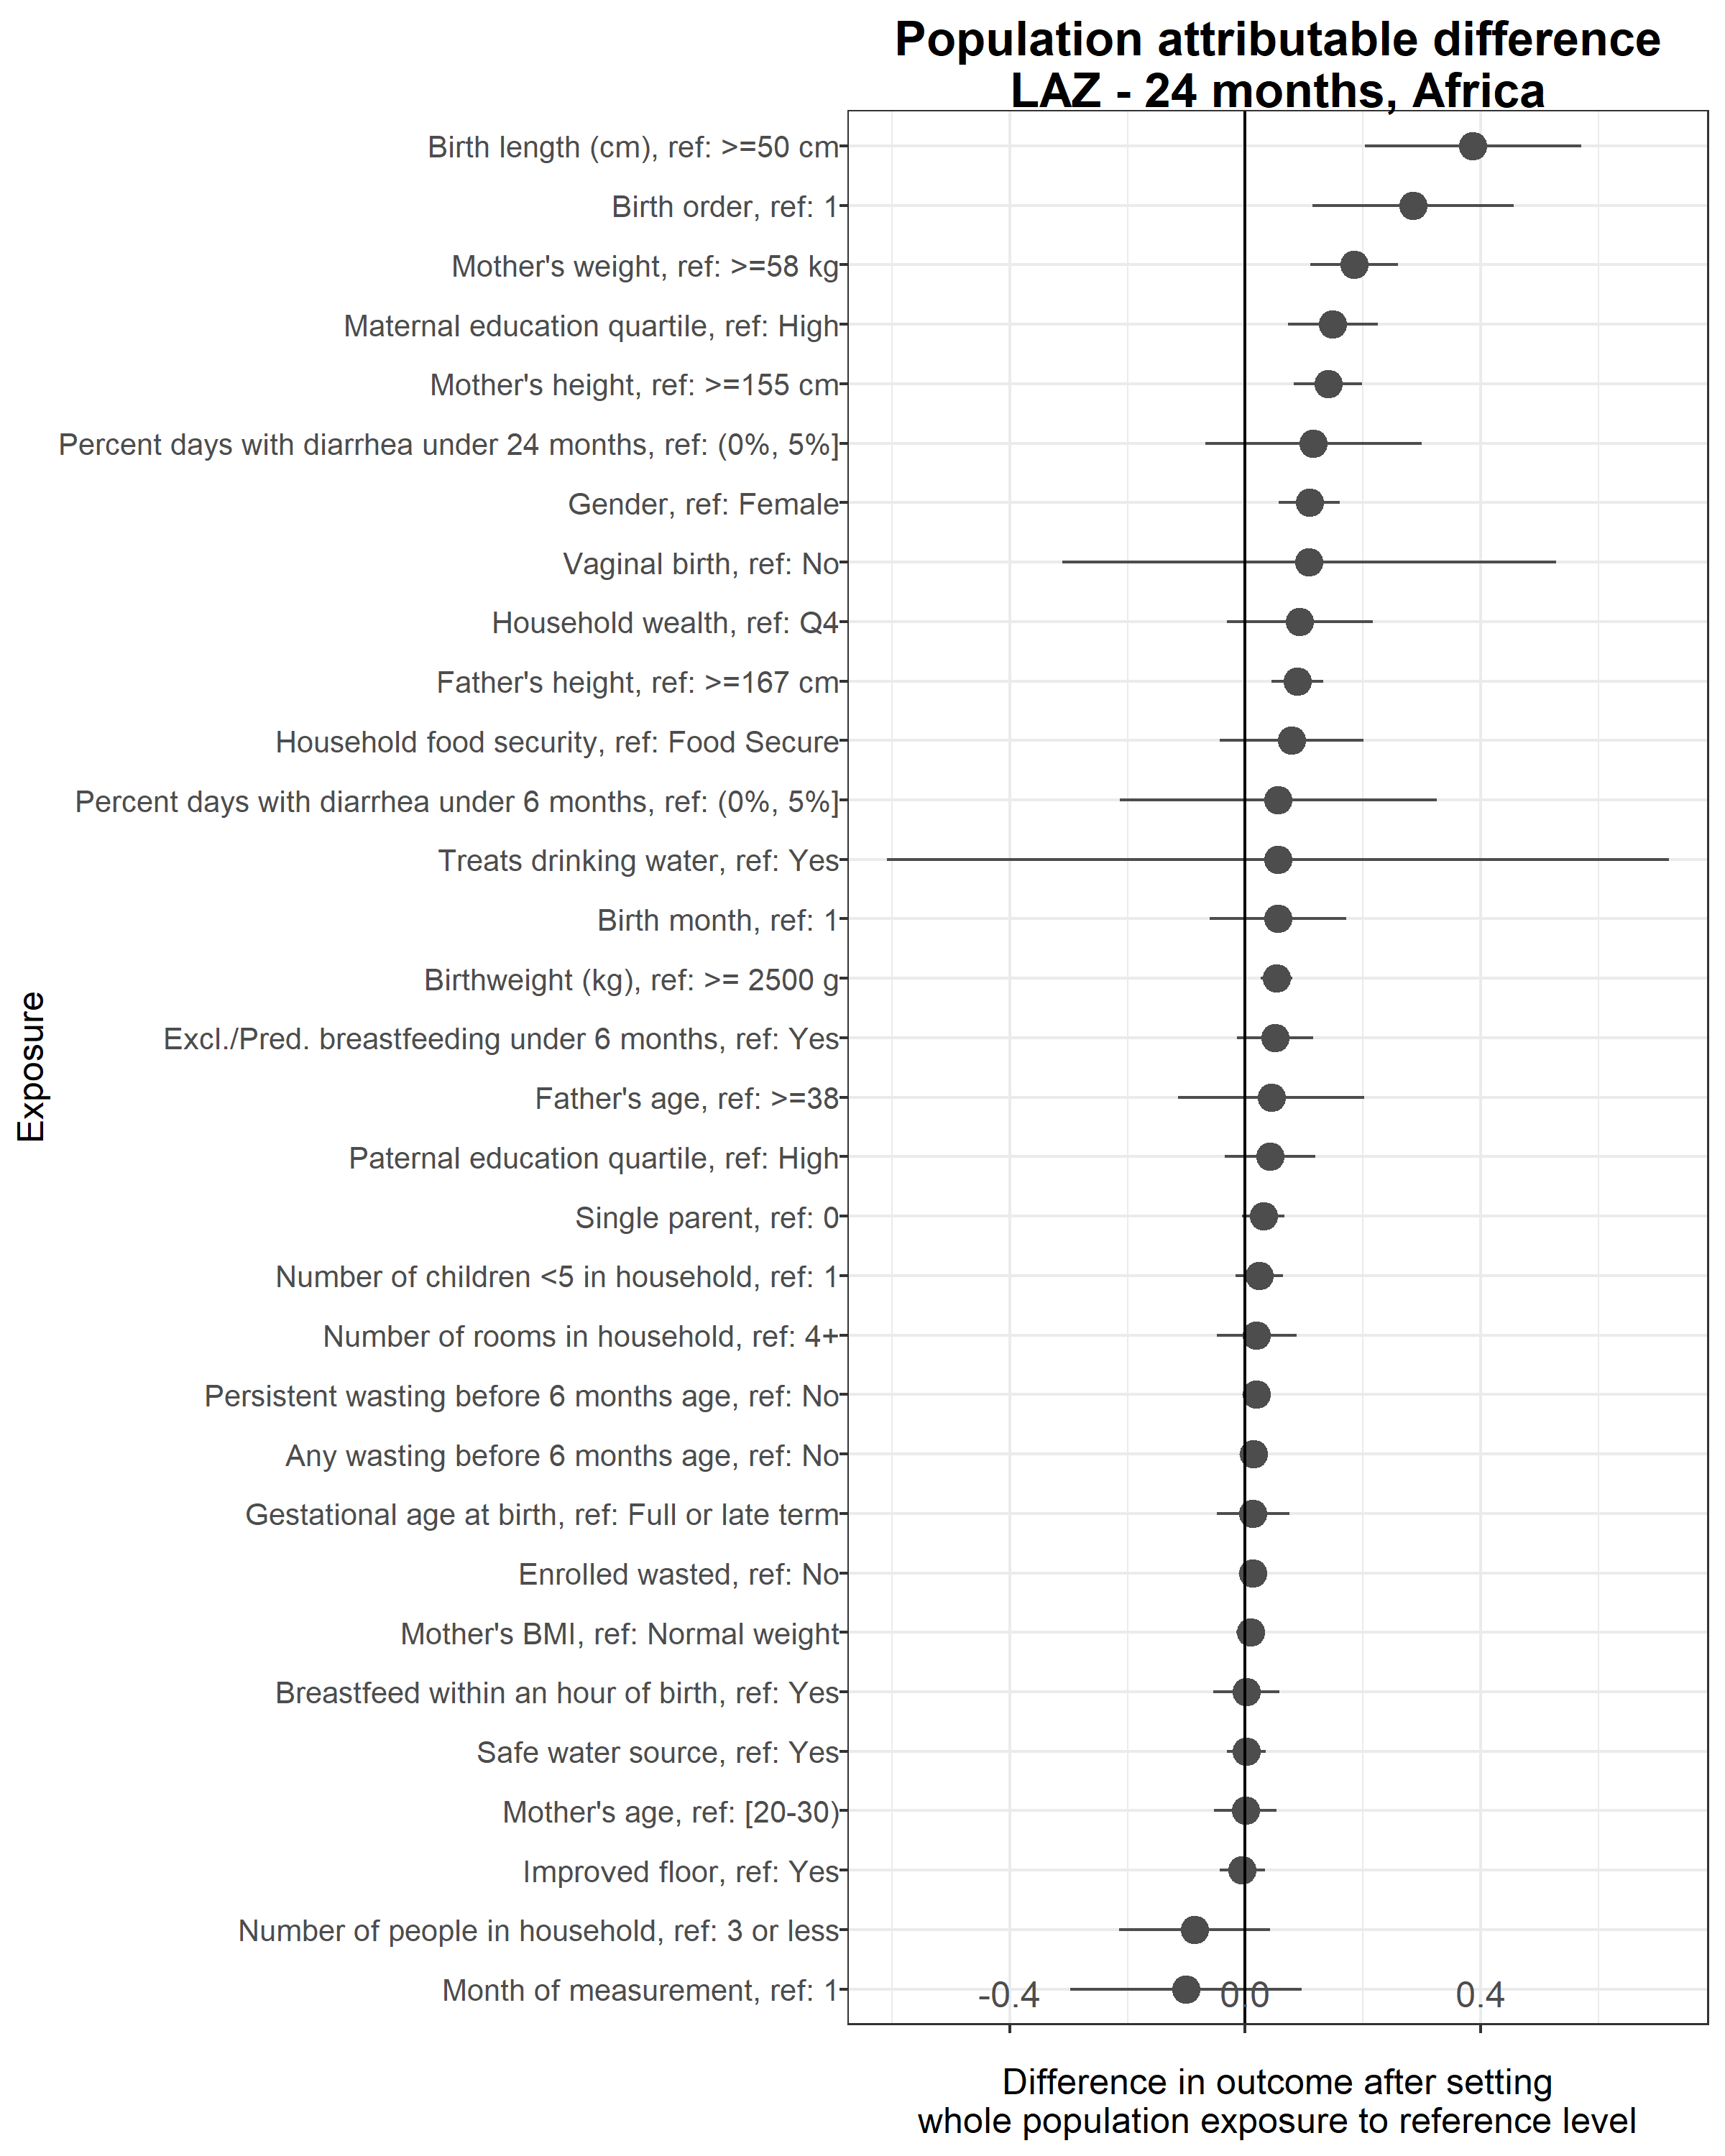 Population attributable difference
LAZ - 24 months, Africa
Birth length (cm), ref: >=50 cm
Birth order, ref: 1
Mother's weight, ref: >=58 kg
Maternal education quartile, ref: High
Mother's height, ref: >=155 cm
Percent days with diarrhea under 24 months, ref: (0%, 5%]
Gender, ref: Female
Vaginal birth, ref: No
Household wealth, ref: Q4
Father's height, ref: >=167 cm
Household food security, ref: Food Secure
Percent days with diarrhea under 6 months, ref: (0%, 5%]
Treats drinking water, ref: Yes
Birth month, ref: 1
Birthweight (kg), ref: >= 2500 g
Excl./Pred. breastfeeding under 6 months, ref: Yes
Father's age, ref: >=38
Paternal education quartile, ref: High
Single parent, ref: 0
Number of children <5 in household, ref: 1
Number of rooms in household, ref: 4+
Persistent wasting before 6 months age, ref: No
Any wasting before 6 months age, ref: No
Gestational age at birth, ref: Full or late term
Enrolled wasted, ref: No
Mother's BMI, ref: Normal weight
Breastfeed within an hour of birth, ref: Yes
Safe water source, ref: Yes
Mother's age, ref: [20-30)
Improved floor, ref: Yes
Number of people in household, ref: 3 or less
Month of measurement, ref: 1
Exposure
-0.4 0.0 0.4
Difference in outcome after setting
whole population exposure to reference level